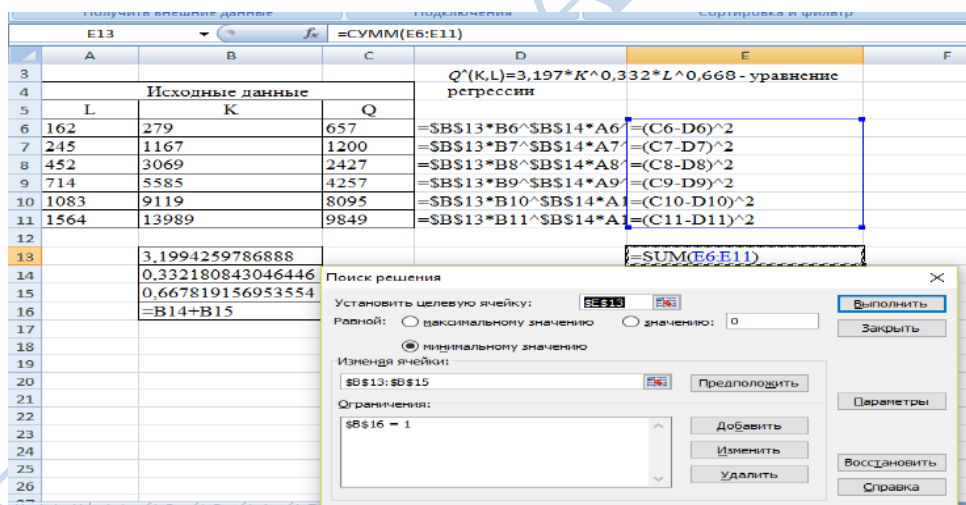 Получить внешние данные Подключения Сортировка и фильтр
E13 fx =СУММ(E6:E11)
A B C D E F
3 Q^(K,L)=3,197*K^0,332*L^0,668 - уравнение
4 Исходные данные регрессии
5 L K Q
6 162 279 657 =$B$13*B6^$B$14*A6^ =(C6-D6)^2
7 245 1167 1200 =$B$13*B7^$B$14*A7^ =(C7-D7)^2
8 452 3069 2427 =$B$13*B8^$B$14*A8^ =(C8-D8)^2
9 714 5585 4257 =$B$13*B9^$B$14*A9^ =(C9-D9)^2
10 1083 9119 8095 =$B$13*B10^$B$14*A1 =(C10-D10)^2
11 1564 13989 9849 =$B$13*B11^$B$14*A1 =(C11-D11)^2
12
13 3,1994259786888 =SUM(E6:E11)
14 0,332180843046446
15 0,667819156953554
16 =B14+B15
17
18
19
20
21
22
23
24
25
26
Поиск решения
Установить целевую ячейку: $E$13 Выполнить
Равной: максимальному значению значению: 0 Закрыть
минимальному значению
Изменяя ячейки:
$B$13:$B$15 Предположить
Ограничения: Параметры
$B$16 = 1 Добавить
Изменить
Восстановить
Удалить
Справка